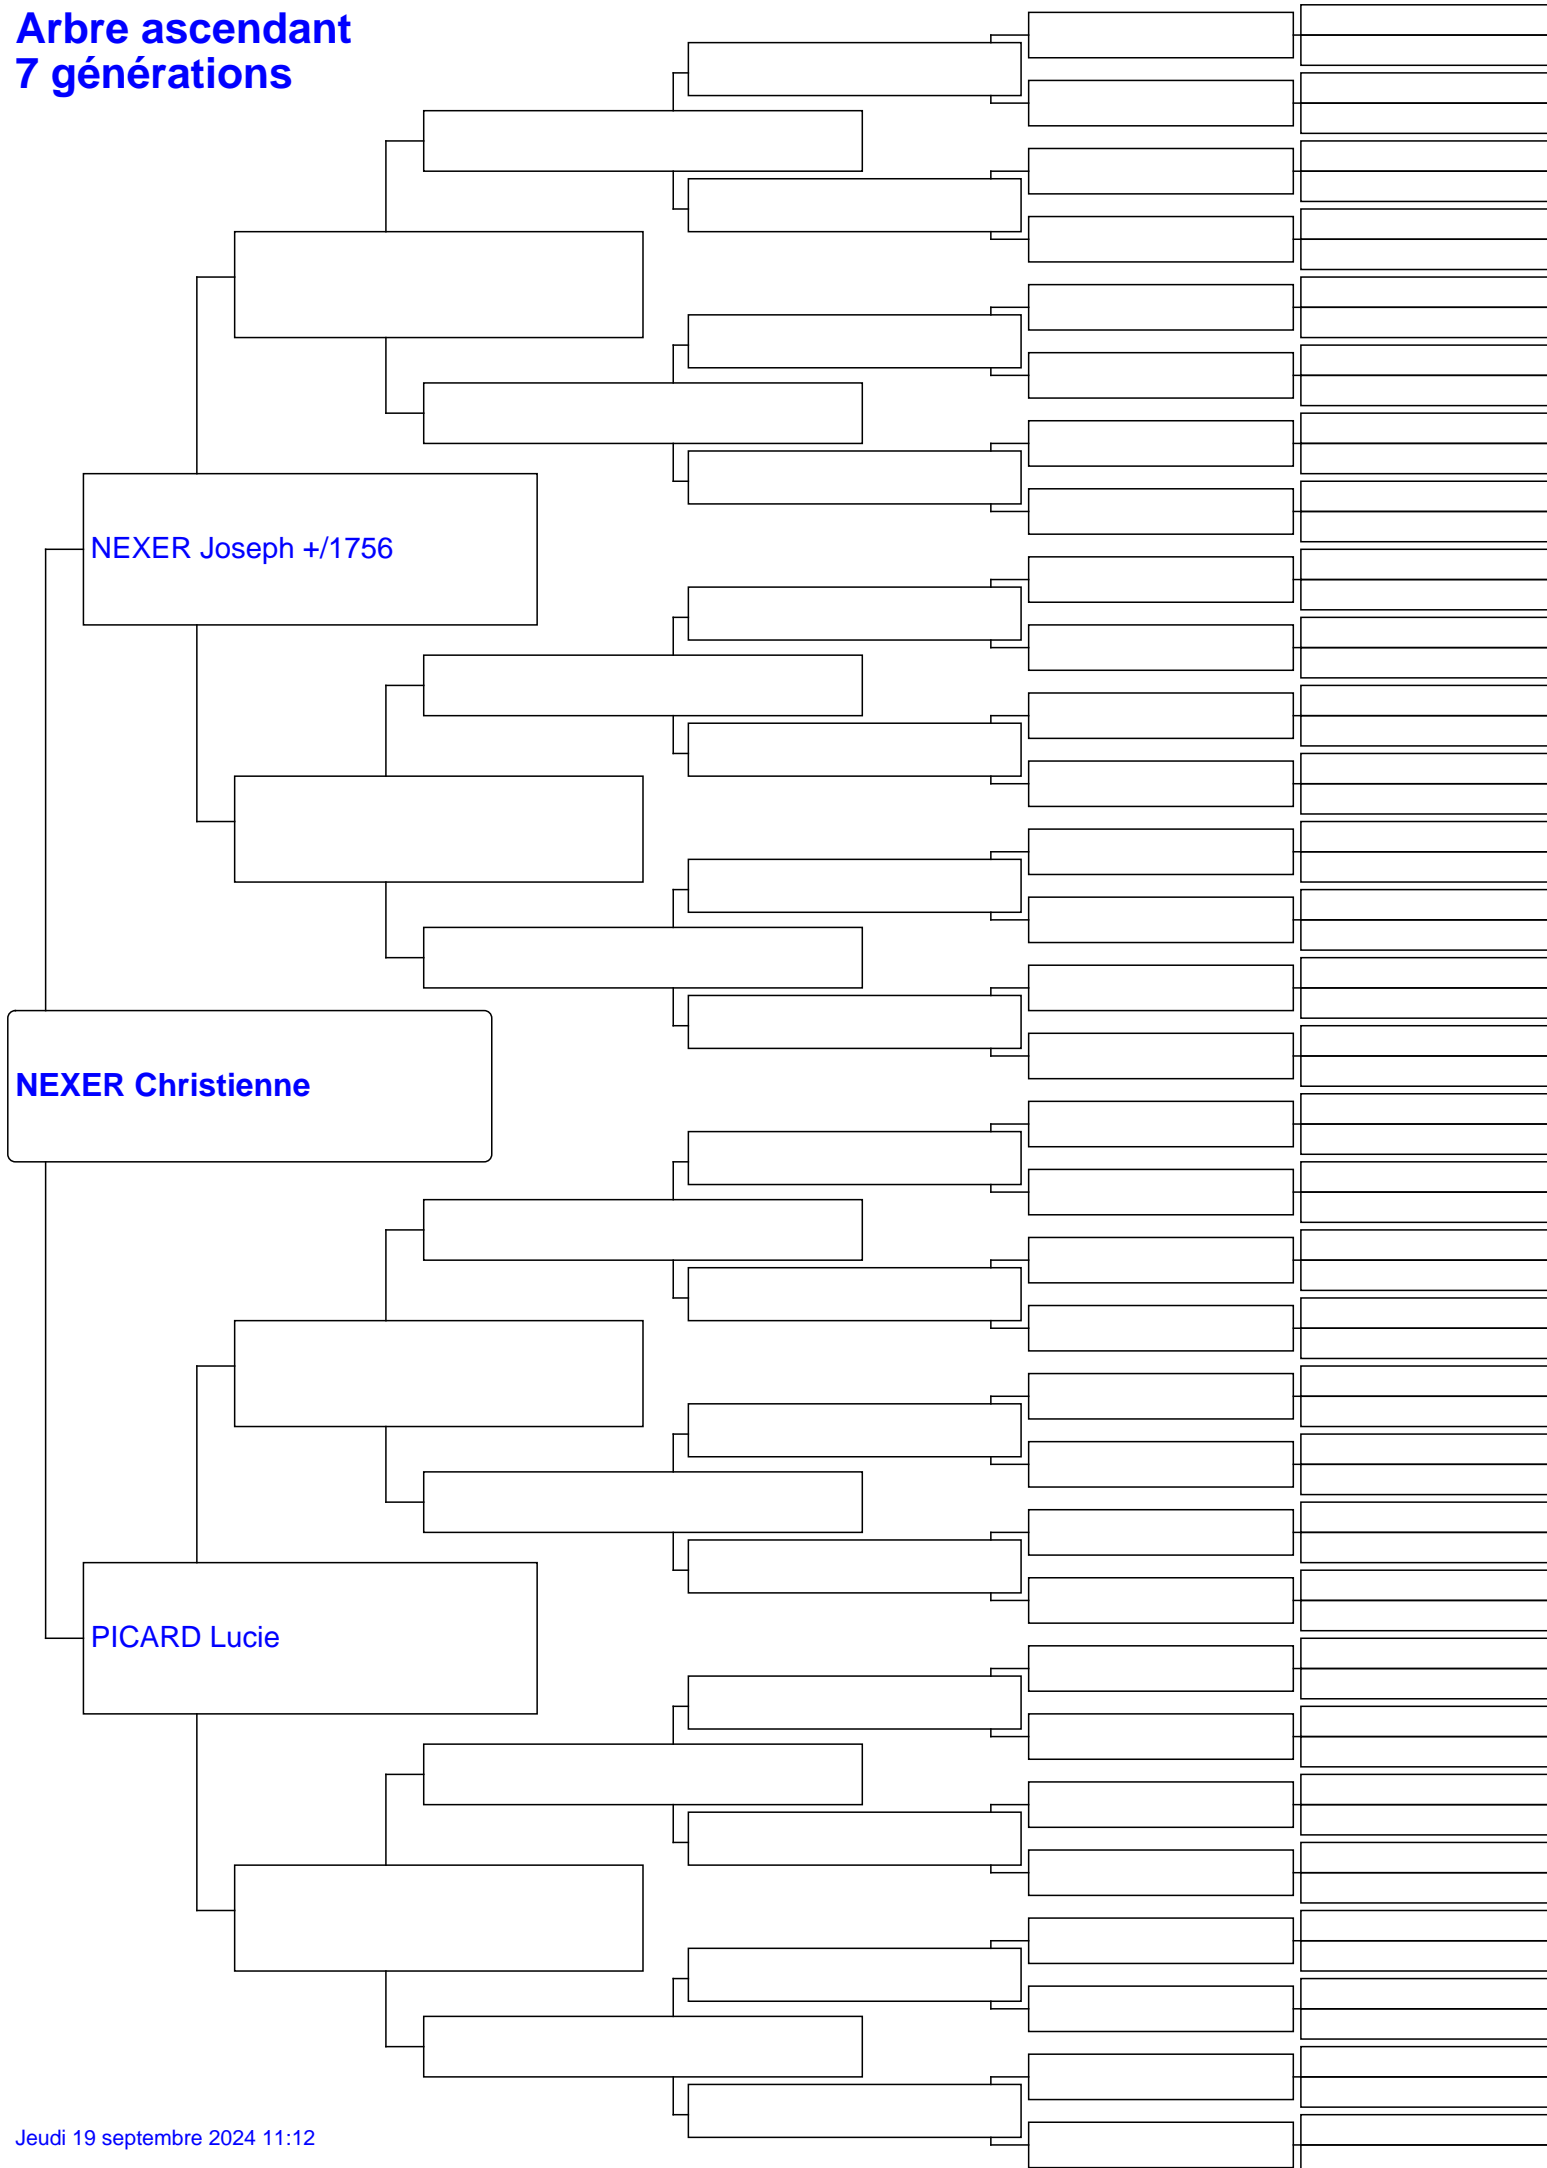 Arbre ascendant
7 générations
NEXER Joseph +/1756
NEXER Christienne
PICARD Lucie
Jeudi 19 septembre 2024 11:12